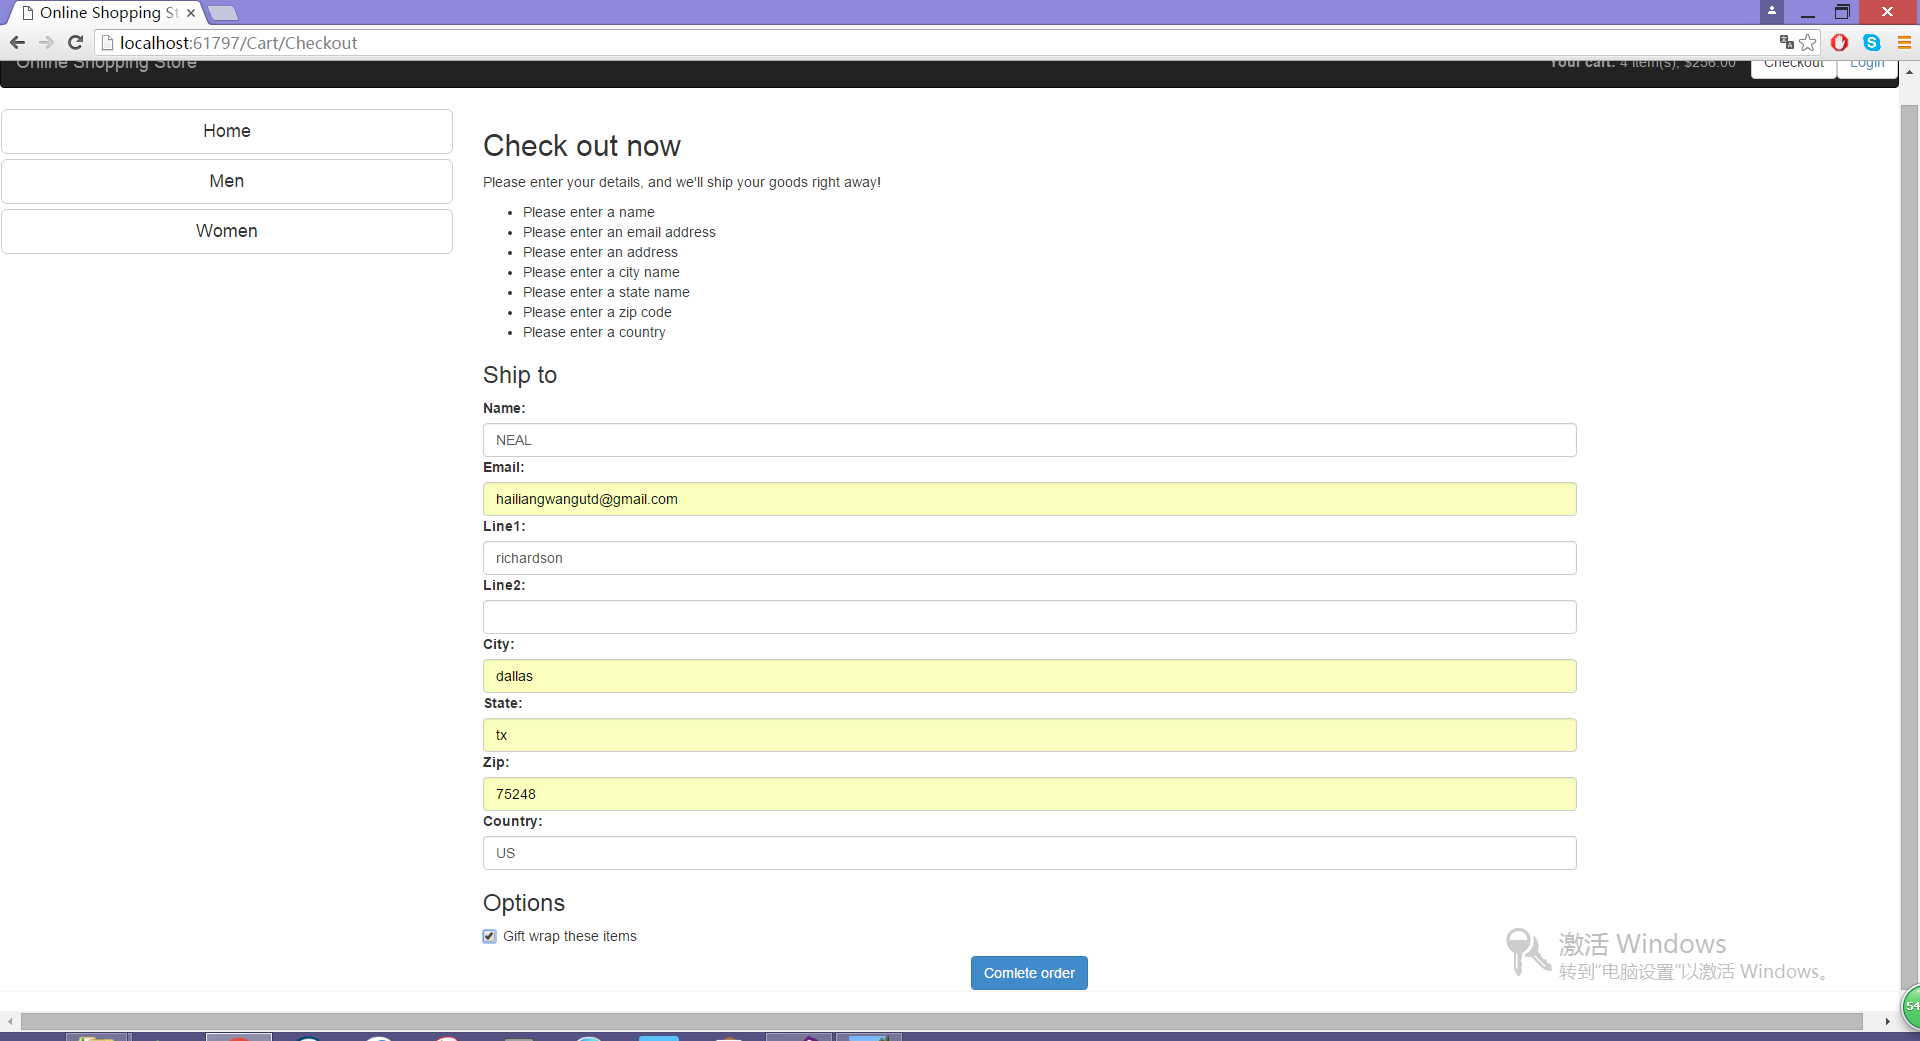 Online Shopping St
localhost:61797/Cart/Checkout
Online Shopping Store
Your cart: 4 item(s), $256.00
Checkout
Login
Home
Men
Women
Check out now
Please enter your details, and we'll ship your goods right away!
Please enter a name
Please enter an email address
Please enter an address
Please enter a city name
Please enter a state name
Please enter a zip code
Please enter a country
Ship to
Name:
NEAL
Email:
hailiangwangutd@gmail.com
Line1:
richardson
Line2:
City:
dallas
State:
tx
Zip:
75248
Country:
US
Options
Gift wrap these items
Comlete order
激活 Windows
转到“电脑设置”以激活 Windows。
54